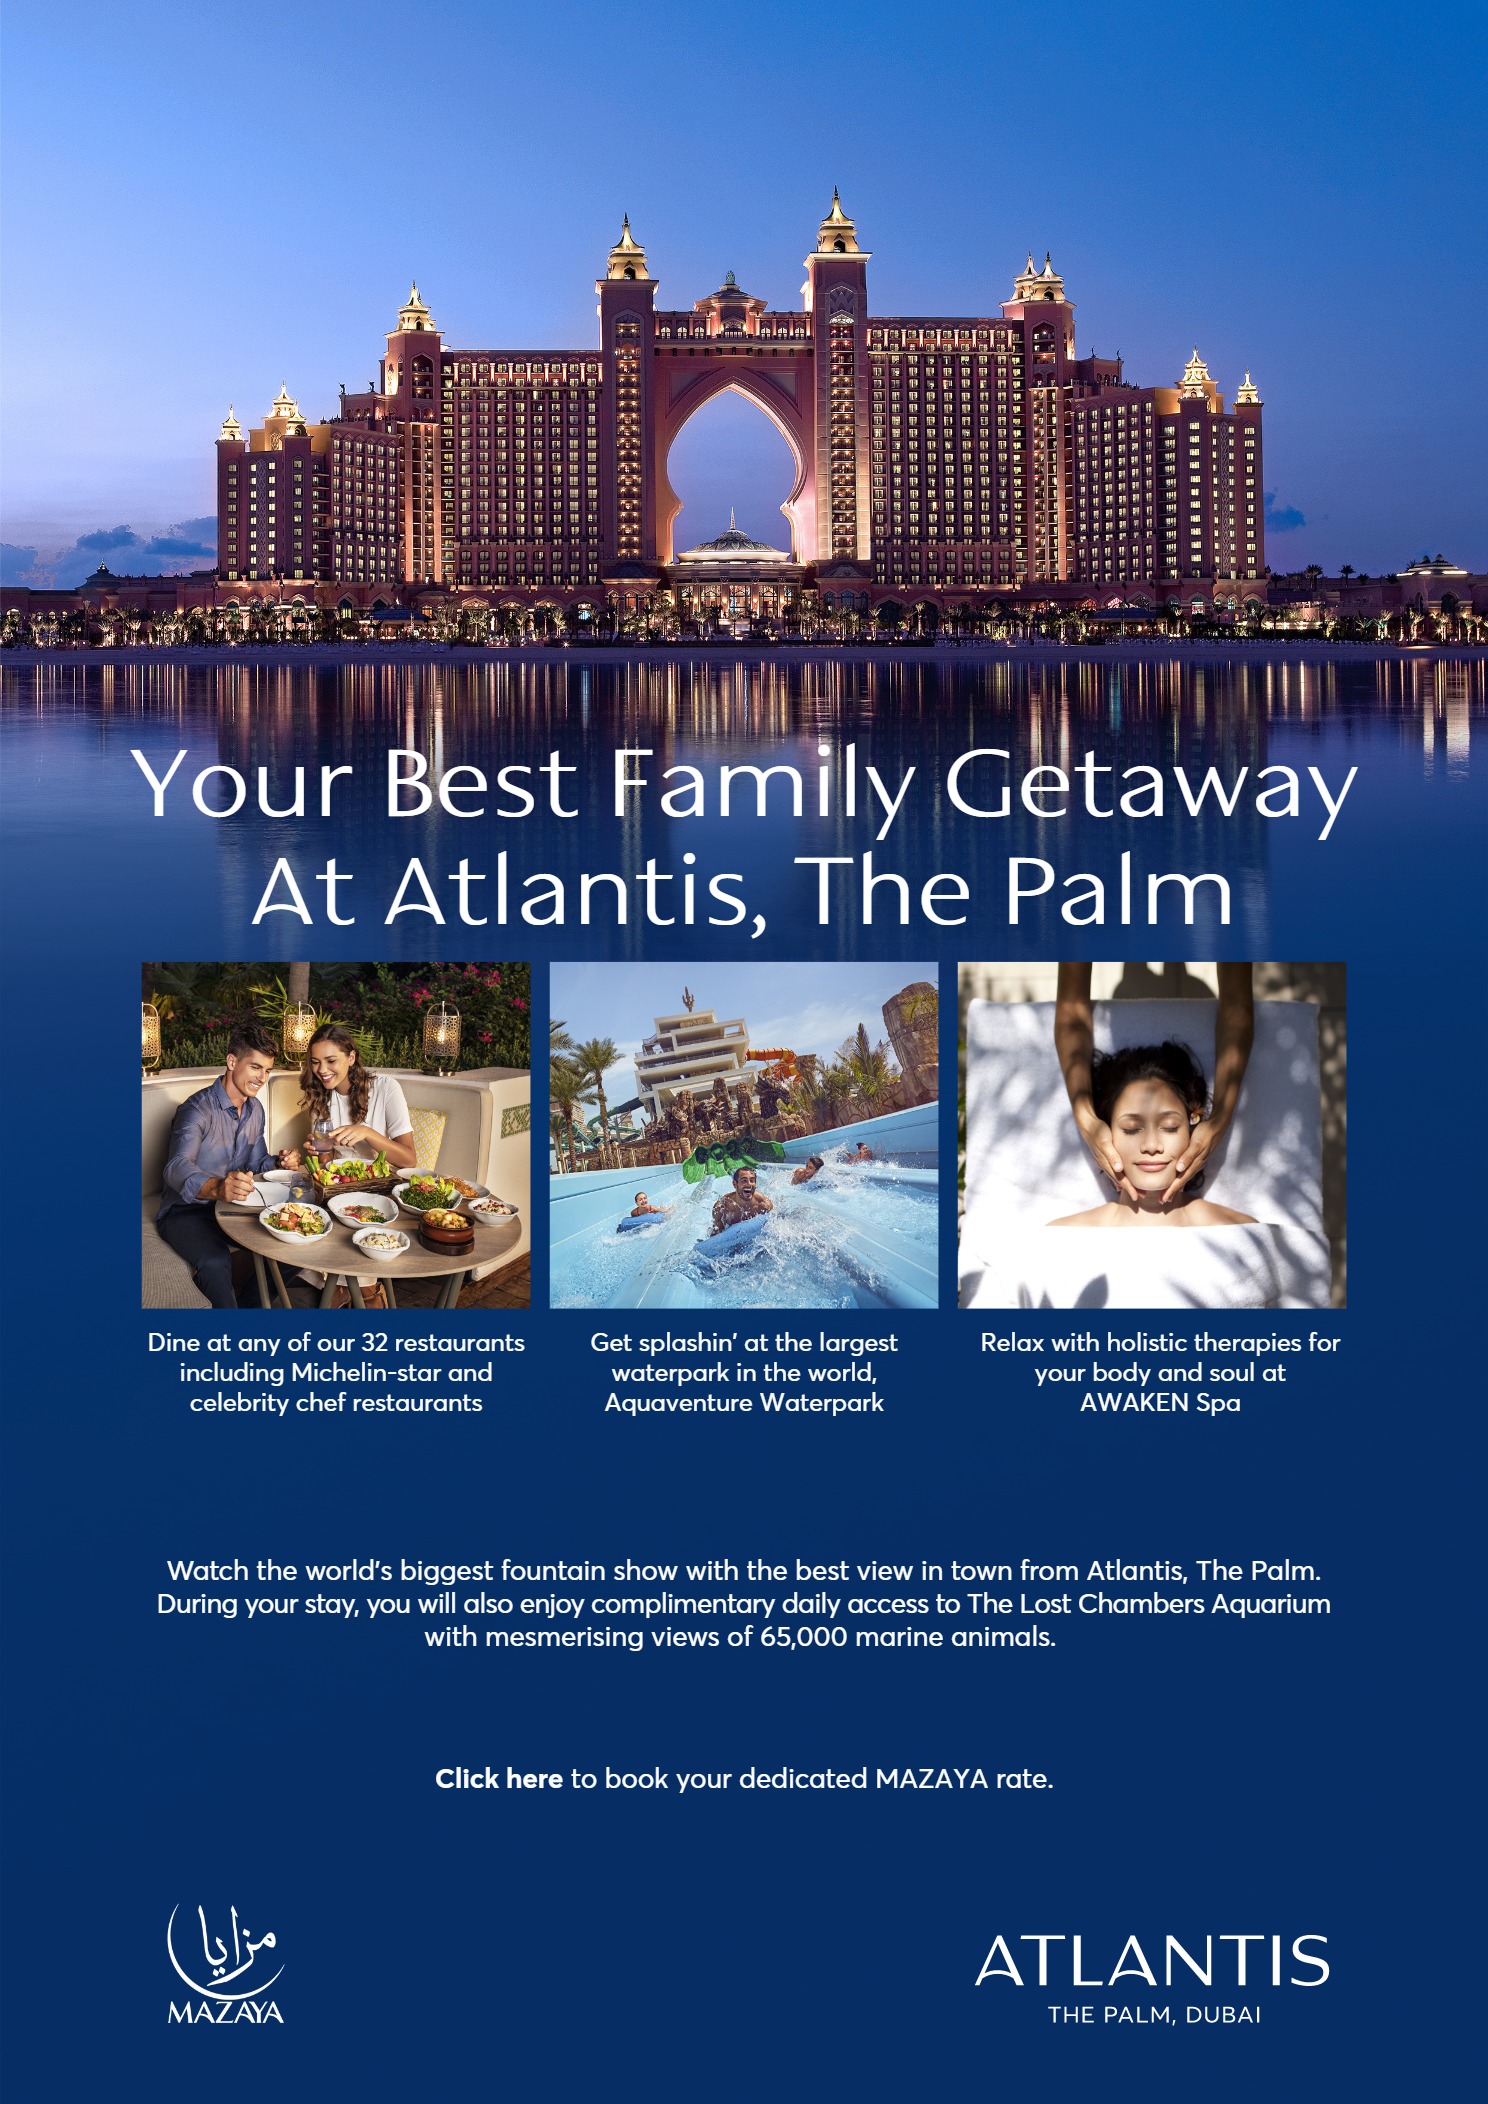 Your Best Family Getaway
At Atlantis, The Palm
Dine at any of our 32 restaurants
including Michelin-star and
celebrity chef restaurants
Get splashin’ at the largest
waterpark in the world,
Aquaventure Waterpark
Relax with holistic therapies for
your body and soul at
AWAKEN Spa
Watch the world’s biggest fountain show with the best view in town from Atlantis, The Palm.
During your stay, you will also enjoy complimentary daily access to The Lost Chambers Aquarium
with mesmerising views of 65,000 marine animals.
Click here to book your dedicated MAZAYA rate.
مزايا
MAZAYA
ATLANTIS
THE PALM, DUBAI